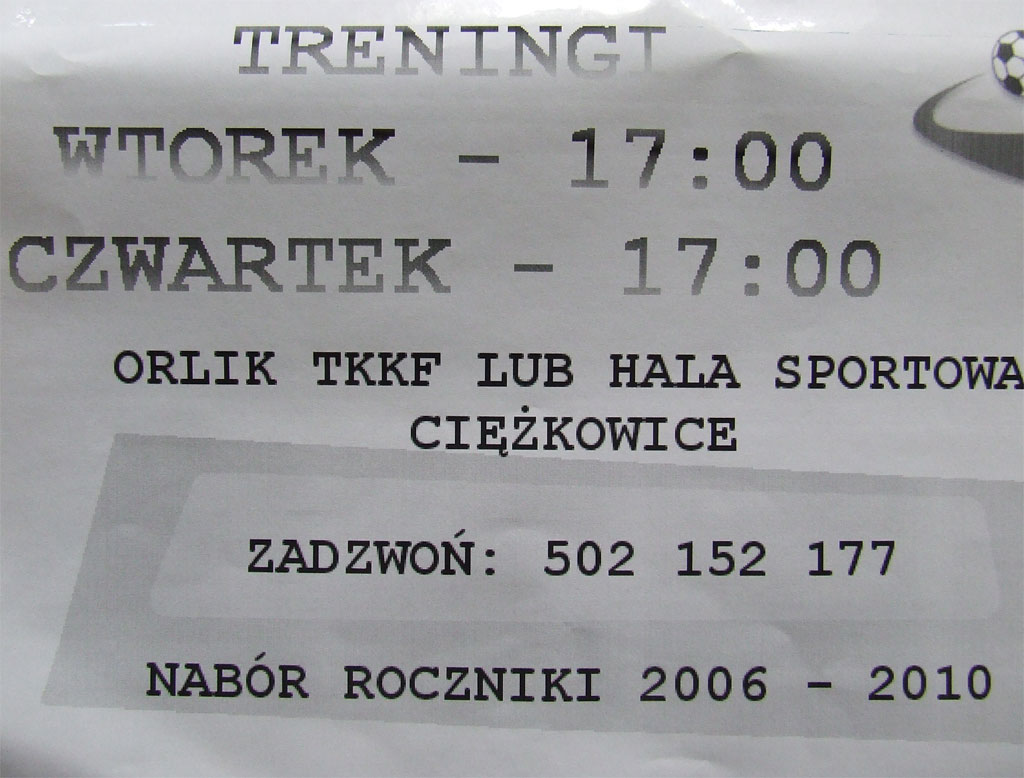 TRENINGI
WTOREK - 17:00
CZWARTEK - 17:00
ORLIK TKKF LUB HALA SPORTOWA
CIĘŻKOWICE
ZADZWOŃ: 502 152 177
NABÓR ROCZNIKI 2006 - 2010